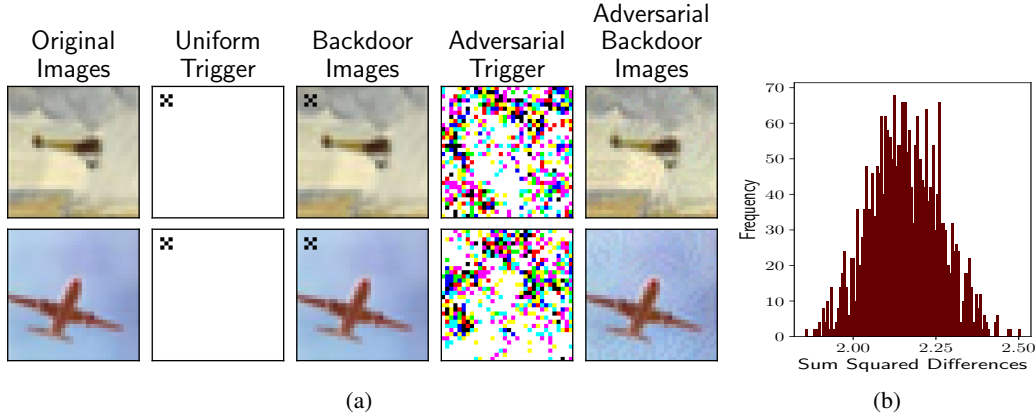 Original
Images
Uniform
Trigger
Backdoor
Images
Adversarial
Trigger
Adversarial
Backdoor
Images
(a)
70
60
50
40
30
20
10
0
Frequency
2.00 2.25 2.50
Sum Squared Differences
(b)